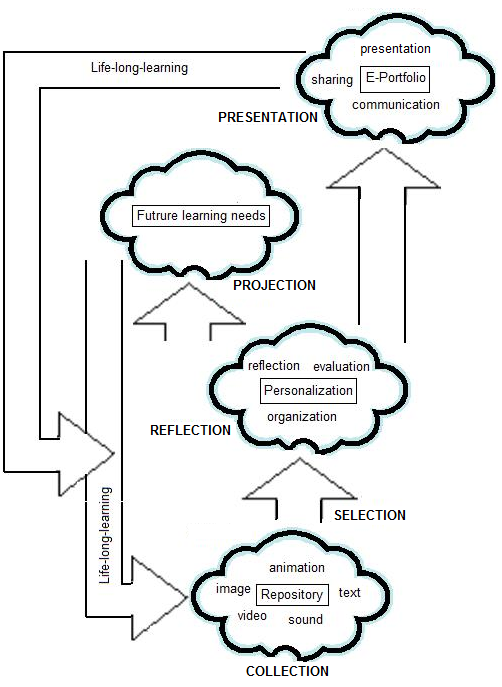 presentation
Life-long-learning
sharing
E-Portfolio
communication
PRESENTATION
Futrure learning needs
PROJECTION
reflection
evaluation
Personalization
organization
REFLECTION
SELECTION
Life-long-learning
animation
image
Repository
text
video
sound
COLLECTION